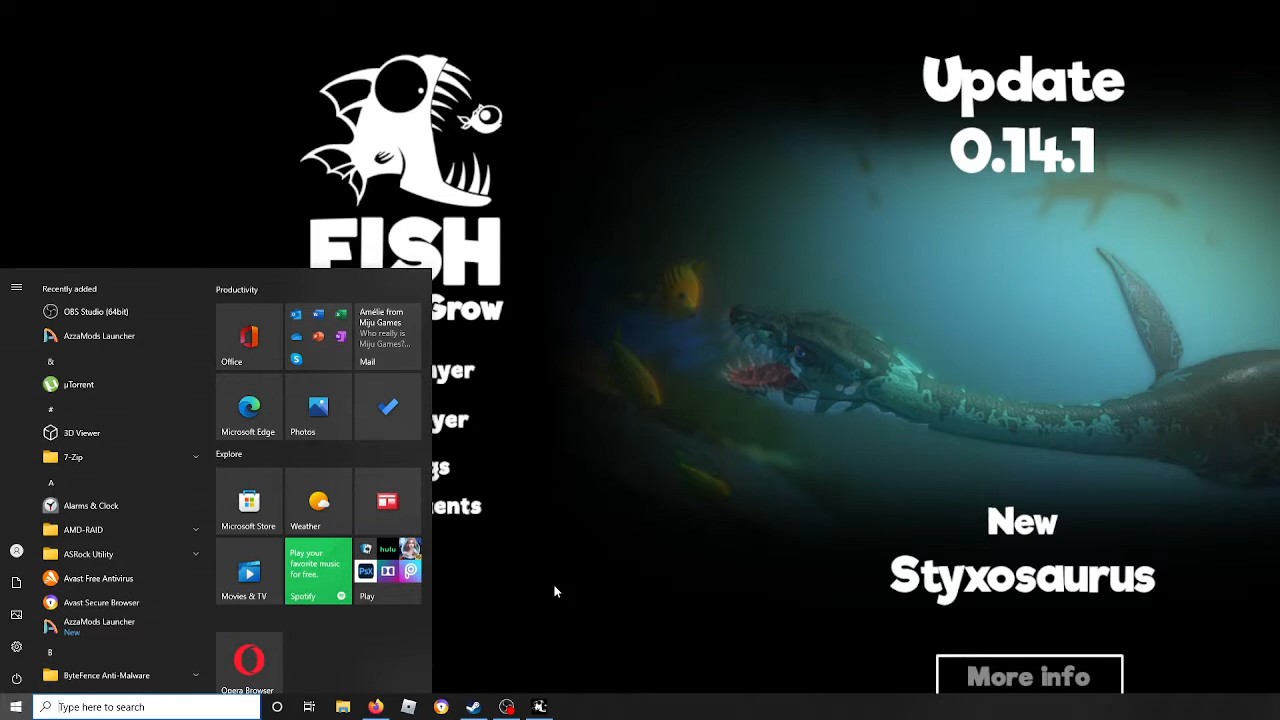 Update
0.14.1
FISH
Grow
ayer
yer
gs
ents
New
Styxosaurus
More info
Recently added
OBS Studio (64bit)
AzzaMods Launcher
&
µTorrent
#
3D Viewer
7-Zip
A
Alarms & Clock
AMD-RAID
ASRock Utility
Avast Free Antivirus
Avast Secure Browser
AzzaMods Launcher
New
B
ByteFence Anti-Malware
Productivity
Office
Amélie from
Miju Games
Who really is
Miju Games?...
Mail
Microsoft Edge
Photos
Explore
Microsoft Store
Weather
Movies & TV
Play your
favorite music
for free.
Spotify
hulu
PsX
Play
Opera Browser
Type here to search